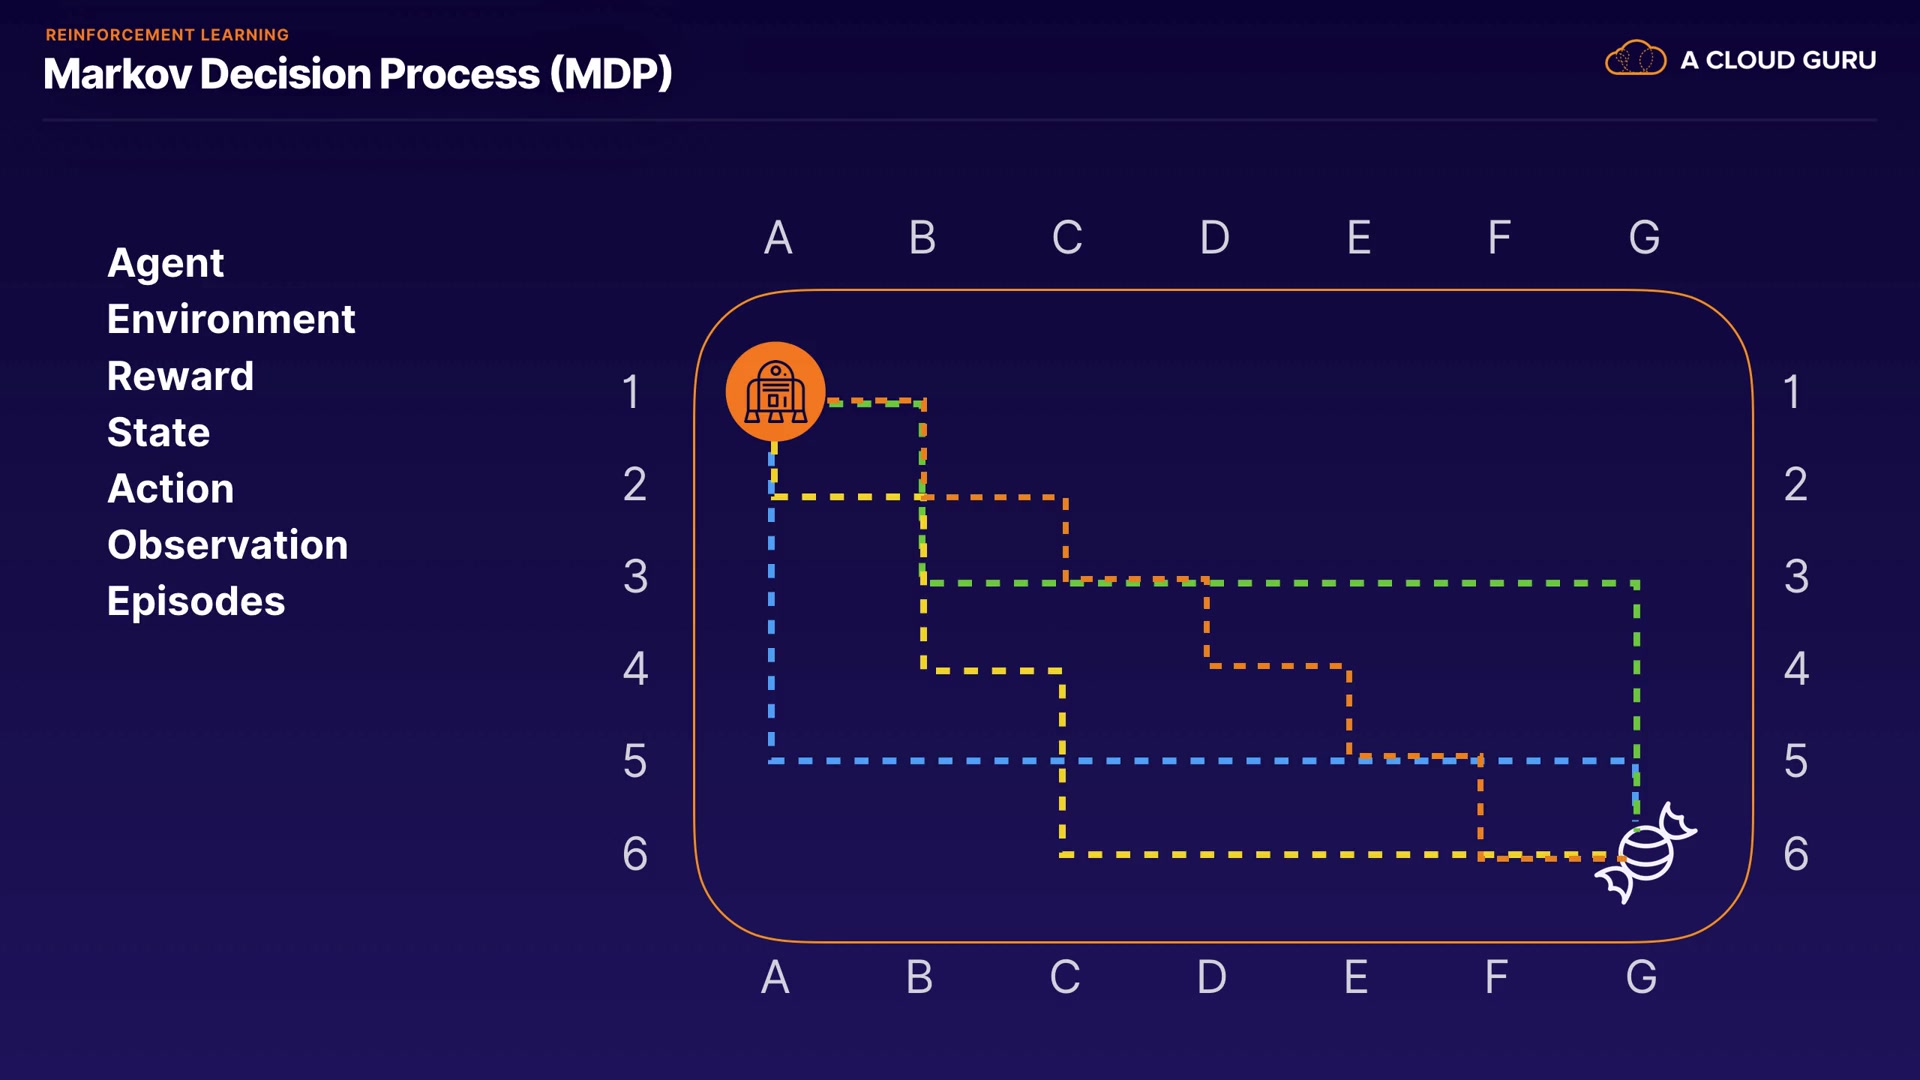 REINFORCEMENT LEARNING
Markov Decision Process (MDP)
A CLOUD GURU
Agent
Environment
Reward
State
Action
Observation
Episodes
A B C D E F G
1 1
2 2
3 3
4 4
5 5
6 6
A B C D E F G